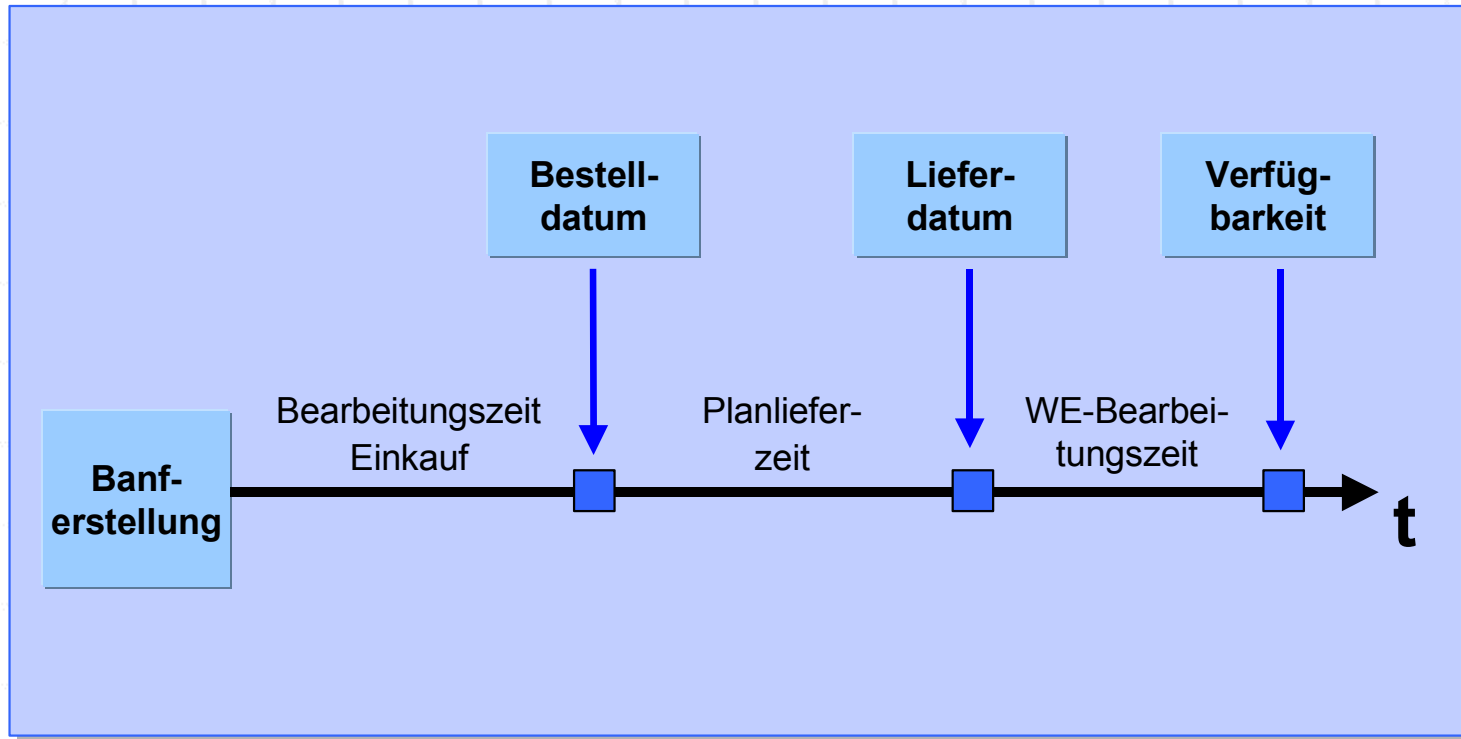 Bestell-
datum
Liefer-
datum
Verfüg-
barkeit
Bearbeitungszeit
Einkauf
Planliefer-
zeit
WE-Bearbei-
tungszeit
Banf-
erstellung
t